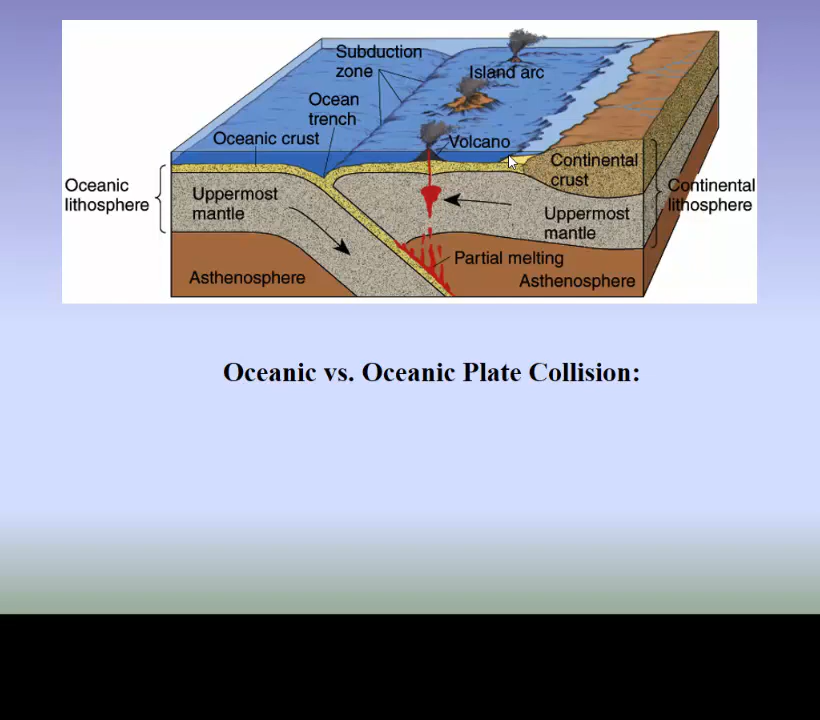 Subduction
zone
Island arc
Ocean
trench
Oceanic crust
Volcano
Continental
crust
Oceanic
lithosphere
Uppermost
mantle
Continental
lithosphere
Uppermost
mantle
Partial melting
Asthenosphere
Asthenosphere
Oceanic vs. Oceanic Plate Collision: